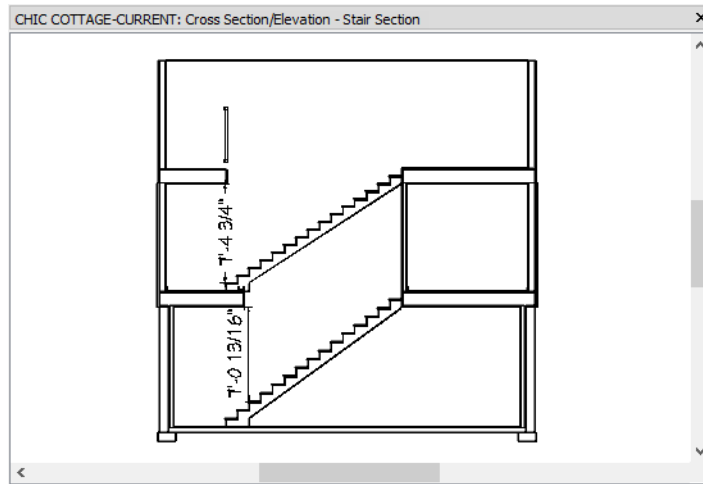 CHIC COTTAGE-CURRENT: Cross Section/Elevation - Stair Section
7'-4 3/4"
7'-0 13/16"